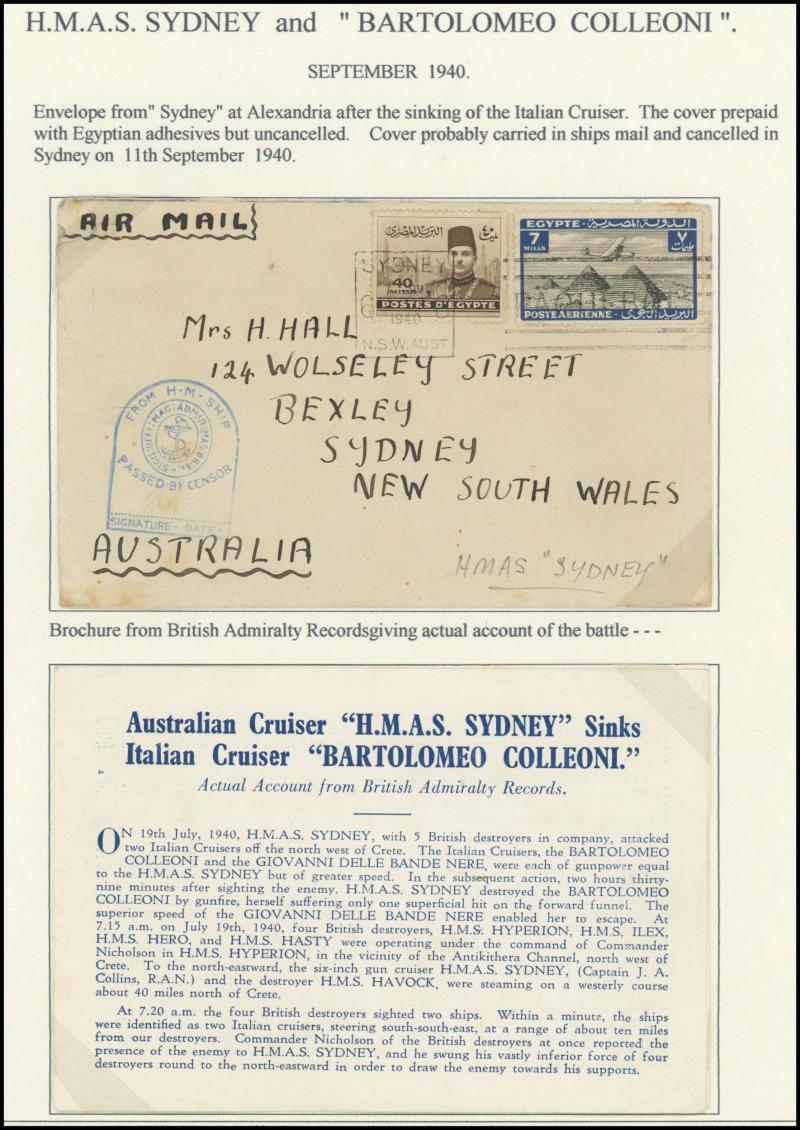 H.M.A.S. SYDNEY and " BARTOLOMEO COLLEONI ".
SEPTEMBER 1940.
Envelope from" Sydney" at Alexandria after the sinking of the Italian Cruiser. The cover prepaid
with Egyptian adhesives but uncancelled. Cover probably carried in ships mail and cancelled in
Sydney on 11th September 1940.
AIR MAIL
البريد المصرى
٤٠ مليم
40
MILLS
POSTES D'EGYPTE
EGYPTE الدولة المصرية
7
MILLS
٧
مليمات
POSTE AERIENNE البريد الجوى
SYDNEY
1940
N.S.W. AUST
Mrs H. HALL
124 WOLSELEY STREET
BEXLEY
SYDNEY
NEW SOUTH WALES
AUSTRALIA
FROM H·M·SHIP
PASSED BY CENSOR
SIGNATURE - DATE -
HMAS "SYDNEY"
Brochure from British Admiralty Recordsgiving actual account of the battle - - -
Australian Cruiser “H.M.A.S. SYDNEY” Sinks
Italian Cruiser “BARTOLOMEO COLLEONI.”
Actual Account from British Admiralty Records.
ON 19th July, 1940, H.M.A.S. SYDNEY, with 5 British destroyers in company, attacked
two Italian Cruisers off the north west of Crete. The Italian Cruisers, the BARTOLOMEO
COLLEONI and the GIOVANNI DELLE BANDE NERE, were each of gunpower equal
to the H.M.A.S. SYDNEY but of greater speed. In the subsequent action, two hours thirty-
nine minutes after sighting the enemy, H.M.A.S. SYDNEY destroyed the BARTOLOMEO
COLLEONI by gunfire, herself suffering only one superficial hit on the forward funnel. The
superior speed of the GIOVANNI DELLE BANDE NERE enabled her to escape. At
7.15 a.m. on July 19th, 1940, four British destroyers, H.M.S. HYPERION, H.M.S, ILEX,
H.M.S. HERO, and H.M.S. HASTY were operating under the command of Commander
Nicholson in H.M.S. HYPERION, in the vicinity of the Antikithera Channel, north west of
Crete. To the north-eastward, the six-inch gun cruiser H.M.A.S. SYDNEY, (Captain J. A.
Collins, R.A.N.) and the destroyer H.M.S. HAVOCK, were steaming on a westerly course
about 40 miles north of Crete.
At 7.20 a.m. the four British destroyers sighted two ships. Within a minute, the ships
were identified as two Italian cruisers, steering south-south-east, at a range of about ten miles
from our destroyers. Commander Nicholson of the British destroyers at once reported the
presence of the enemy to H.M.A.S. SYDNEY, and he swung his vastly inferior force of four
destroyers round to the north-eastward in order to draw the enemy towards his supports.